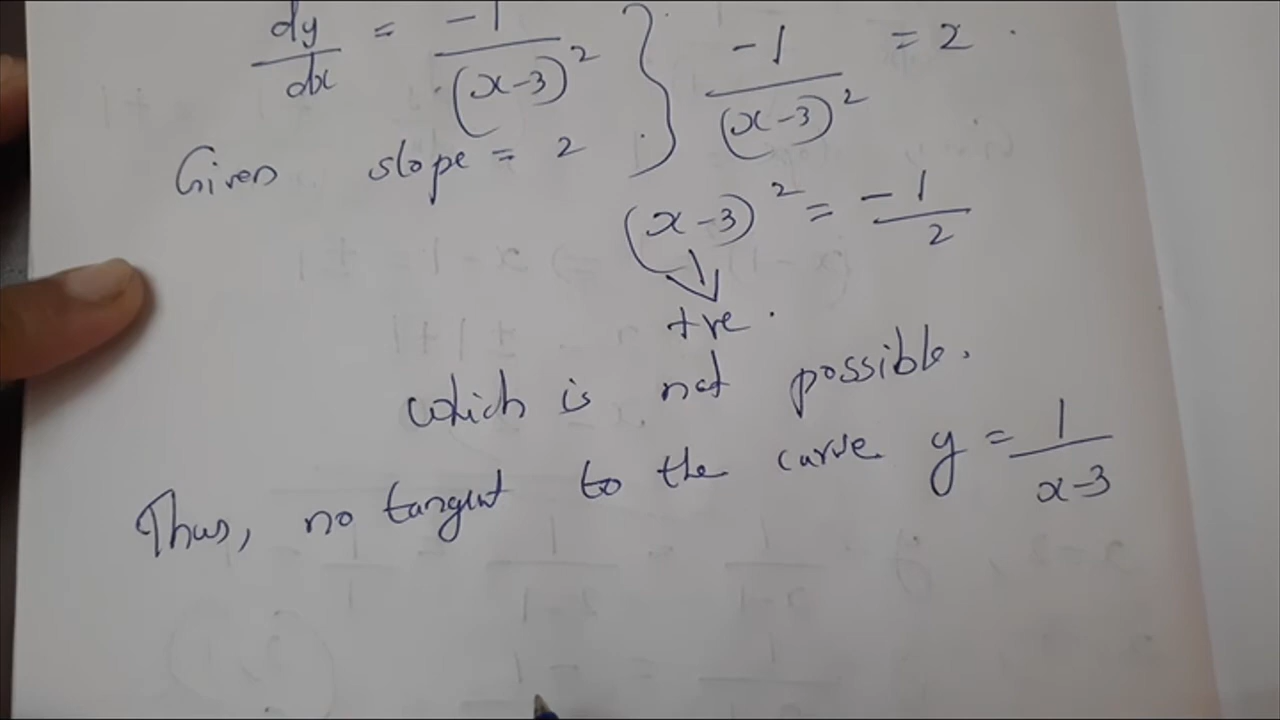 dy/dx = -1/(x-3)² } -1/(x-3)² = 2.
Given slope = 2
(x-3)² = -1/2
+ve.
which is not possible.
Thus, no tangent to the curve y = 1/(x-3)